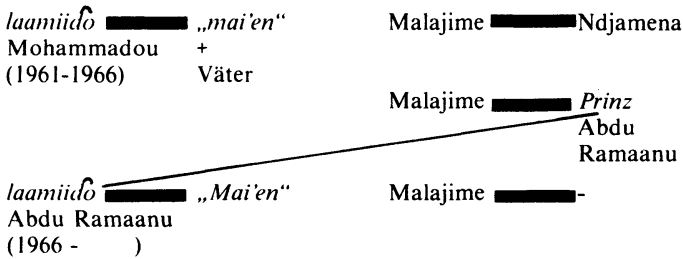 laamiiɗo „mai'en“ Malajime Ndjamena
Mohammadou +
(1961-1966) Väter
Malajime Prinz
Abdu
Ramaanu
laamiiɗo „Mai'en“ Malajime -
Abdu Ramaanu
(1966 - )